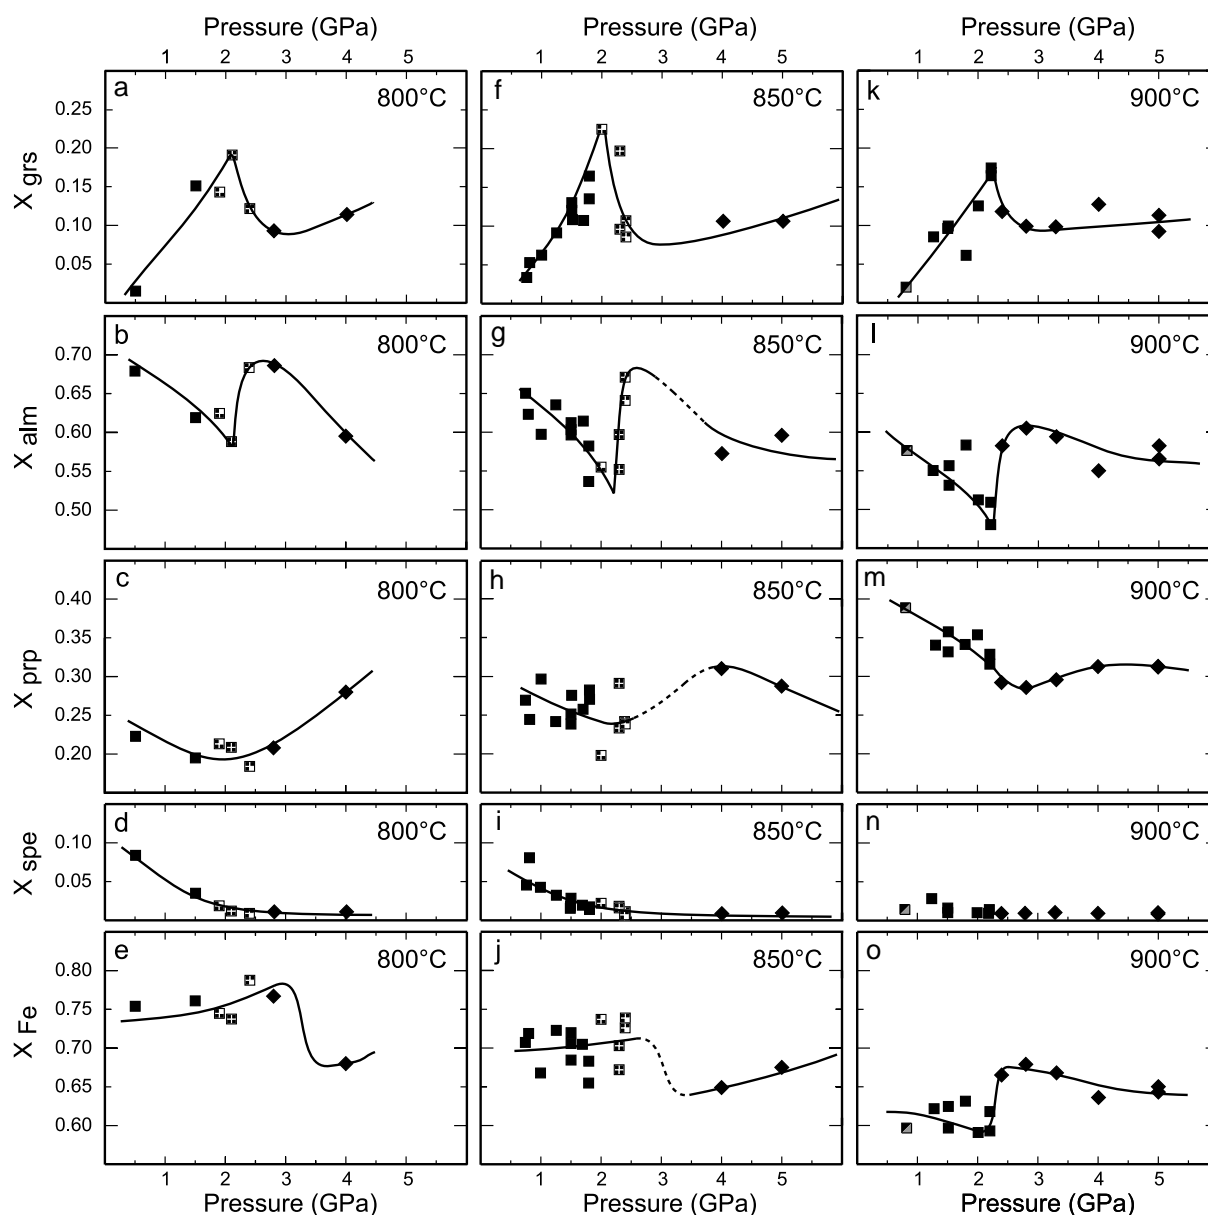 Pressure (GPa) Pressure (GPa) Pressure (GPa)
1 2 3 4 5 1 2 3 4 5 1 2 3 4 5
a 800°C f 850°C k 900°C
0.25
0.20
0.15
0.10
0.05
X grs
b 800°C g 850°C l 900°C
0.70
0.65
0.60
0.55
0.50
X alm
c 800°C h 850°C m 900°C
0.40
0.35
0.30
0.25
0.20
X prp
d 800°C i 850°C n 900°C
0.10
0.05
X spe
e 800°C j 850°C o 900°C
0.80
0.75
0.70
0.65
0.60
X Fe
1 2 3 4 5 1 2 3 4 5 1 2 3 4 5
Pressure (GPa) Pressure (GPa) Pressure (GPa)